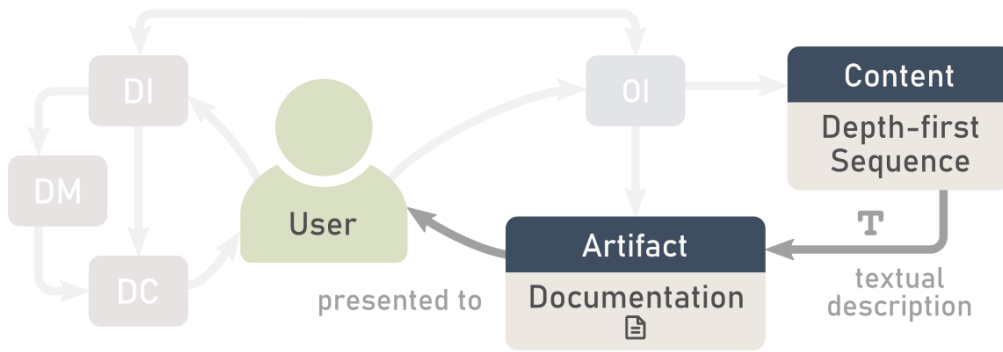 DI
OI
Content
Depth-first
Sequence
DM
User
T
Artifact
Documentation
DC
presented to
textual
description